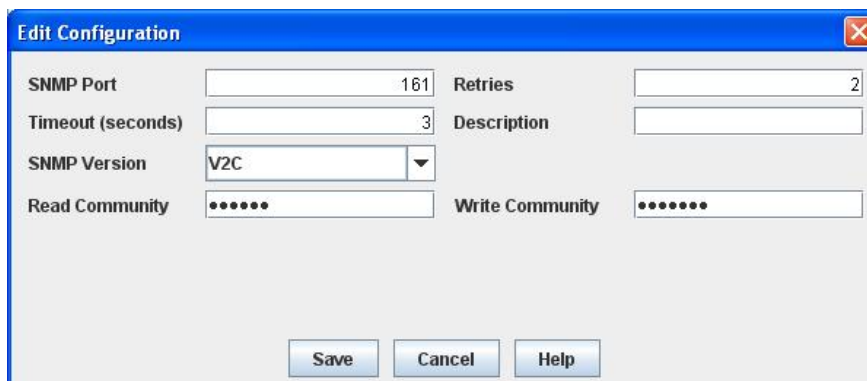 Edit Configuration
SNMP Port 161 Retries 2
Timeout (seconds) 3 Description
SNMP Version V2C
Read Community •••••• Write Community •••••••
Save Cancel Help